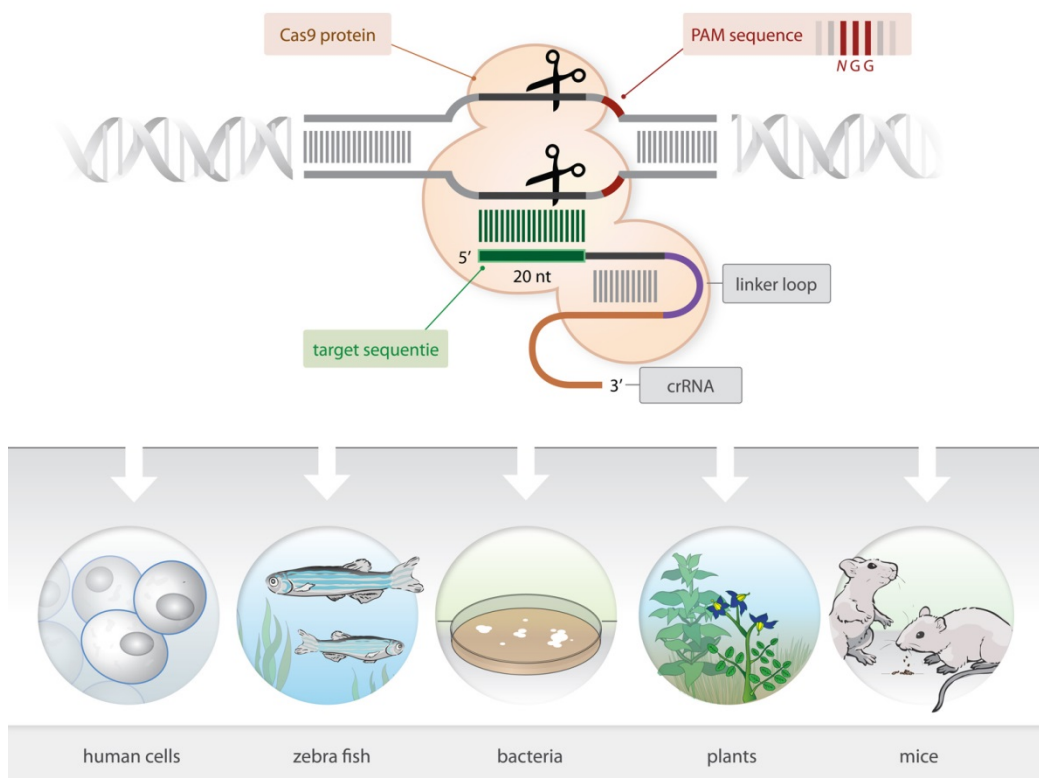 Cas9 protein
PAM sequence
NGG
5’
20 nt
linker loop
target sequentie
3’
crRNA
human cells
zebra fish
bacteria
plants
mice